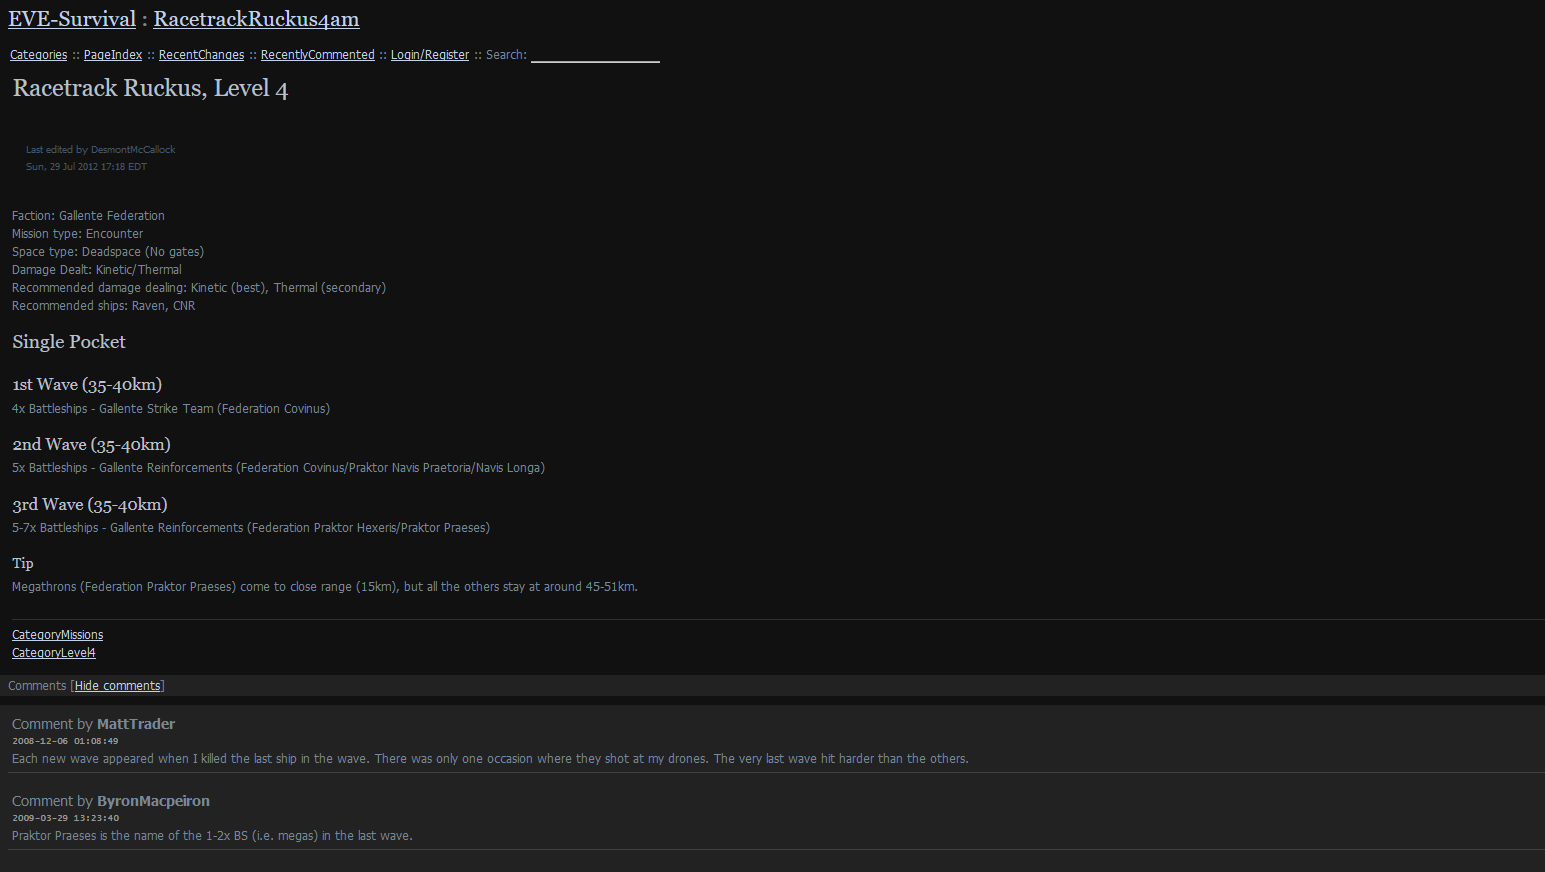 EVE-Survival : RacetrackRuckus4am
Categories :: PageIndex :: RecentChanges :: RecentlyCommented :: Login/Register :: Search:
Racetrack Ruckus, Level 4
Last edited by DesmontMcCallock
Sun, 29 Jul 2012 17:18 EDT
Faction: Gallente Federation
Mission type: Encounter
Space type: Deadspace (No gates)
Damage Dealt: Kinetic/Thermal
Recommended damage dealing: Kinetic (best), Thermal (secondary)
Recommended ships: Raven, CNR
Single Pocket
1st Wave (35-40km)
4x Battleships - Gallente Strike Team (Federation Covinus)
2nd Wave (35-40km)
5x Battleships - Gallente Reinforcements (Federation Covinus/Praktor Navis Praetoria/Navis Longa)
3rd Wave (35-40km)
5-7x Battleships - Gallente Reinforcements (Federation Praktor Hexeris/Praktor Praeses)
Tip
Megathrons (Federation Praktor Praeses) come to close range (15km), but all the others stay at around 45-51km.
CategoryMissions
CategoryLevel4
Comments [Hide comments]
Comment by MattTrader
2008-12-06 01:08:49
Each new wave appeared when I killed the last ship in the wave. There was only one occasion where they shot at my drones. The very last wave hit harder than the others.
Comment by ByronMacpeiron
2009-03-29 13:23:40
Praktor Praeses is the name of the 1-2x BS (i.e. megas) in the last wave.